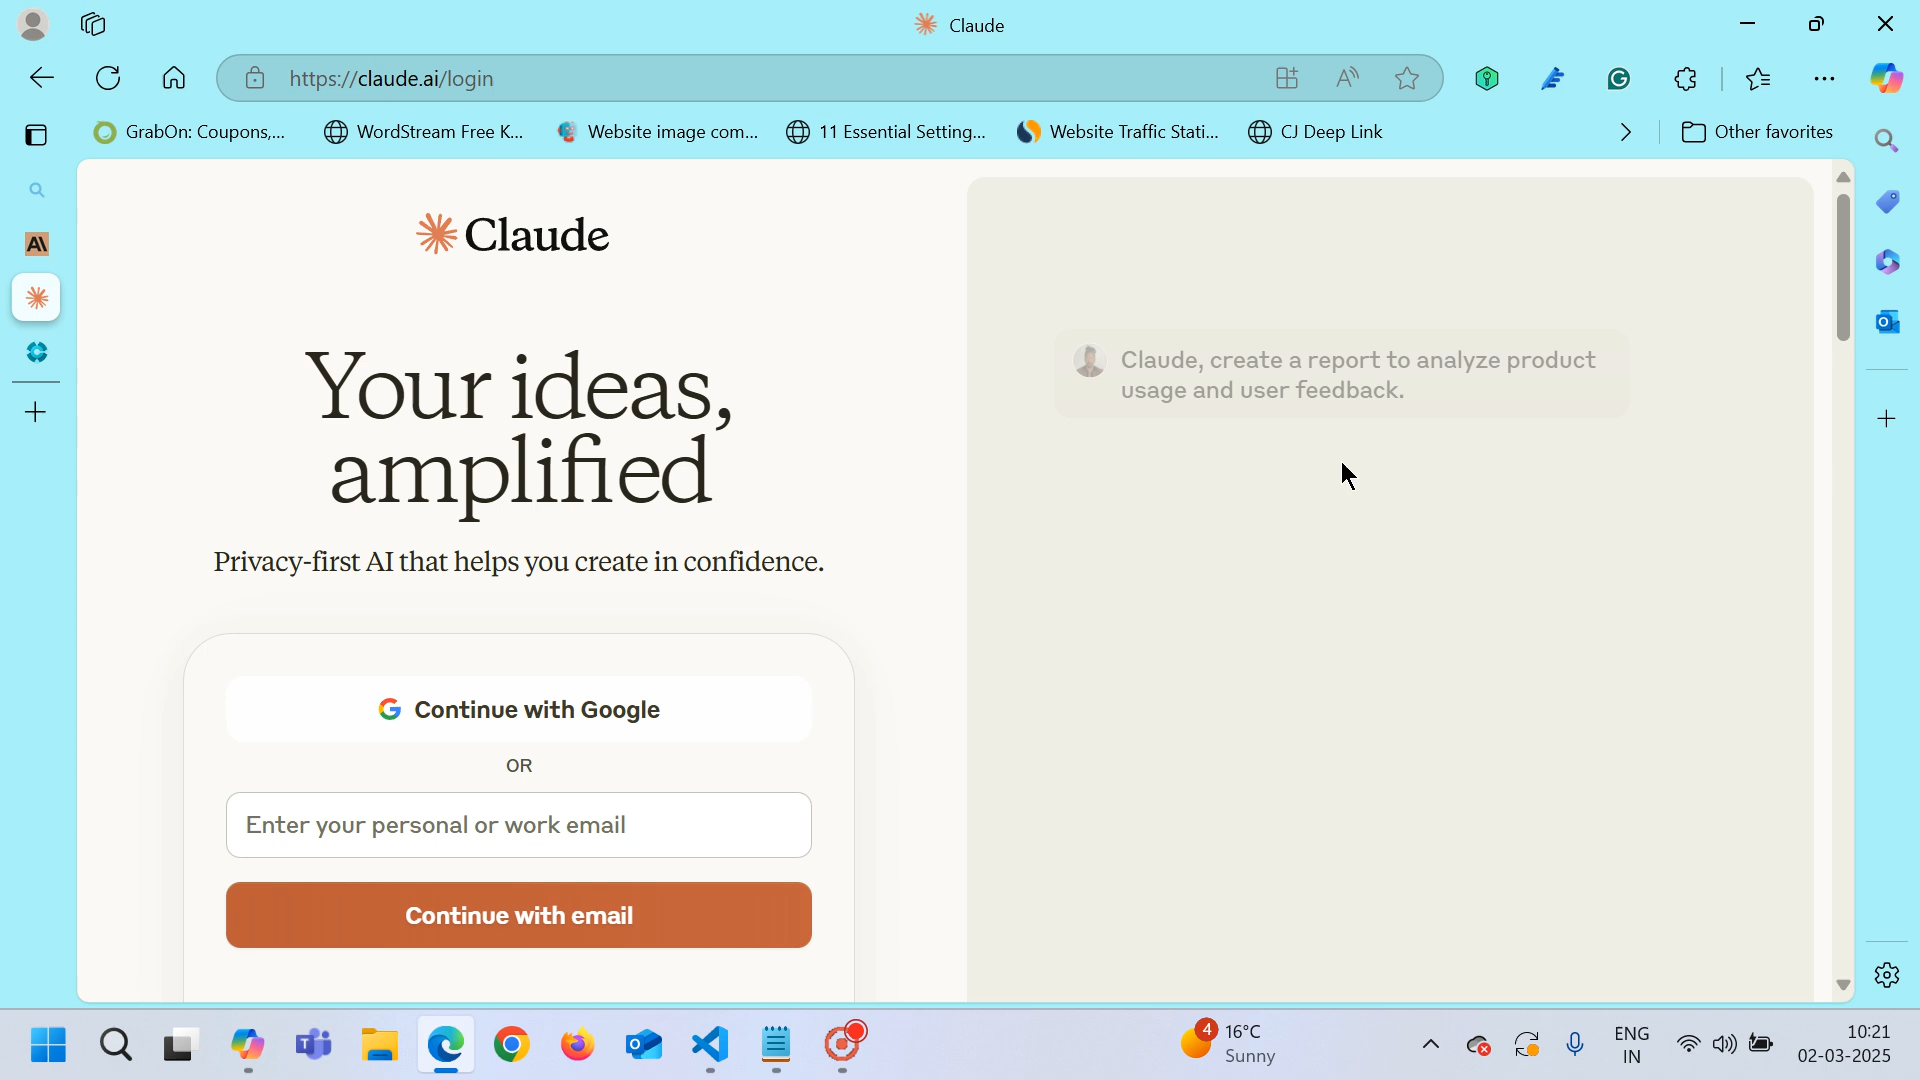 Claude
https://claude.ai/login
GrabOn: Coupons,...
WordStream Free K...
Website image com...
11 Essential Setting...
Website Traffic Stati...
CJ Deep Link
Other favorites
Claude
Your ideas,
amplified
Privacy-first AI that helps you create in confidence.
Continue with Google
OR
Enter your personal or work email
Continue with email
Claude, create a report to analyze product
usage and user feedback.
4
16°C
Sunny
ENG
IN
10:21
02-03-2025